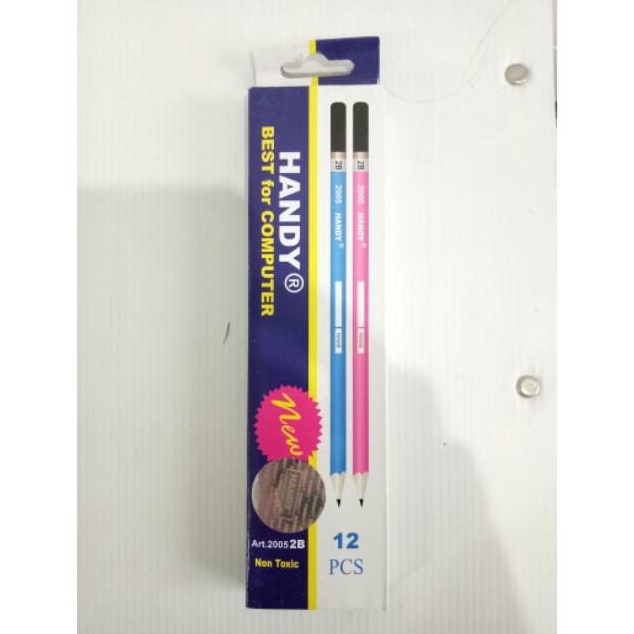 HANDY®
BEST for COMPUTER
2B
2005 HANDY®
2B
2005 HANDY®
New
Art.2005 2B
Non Toxic
12
PCS